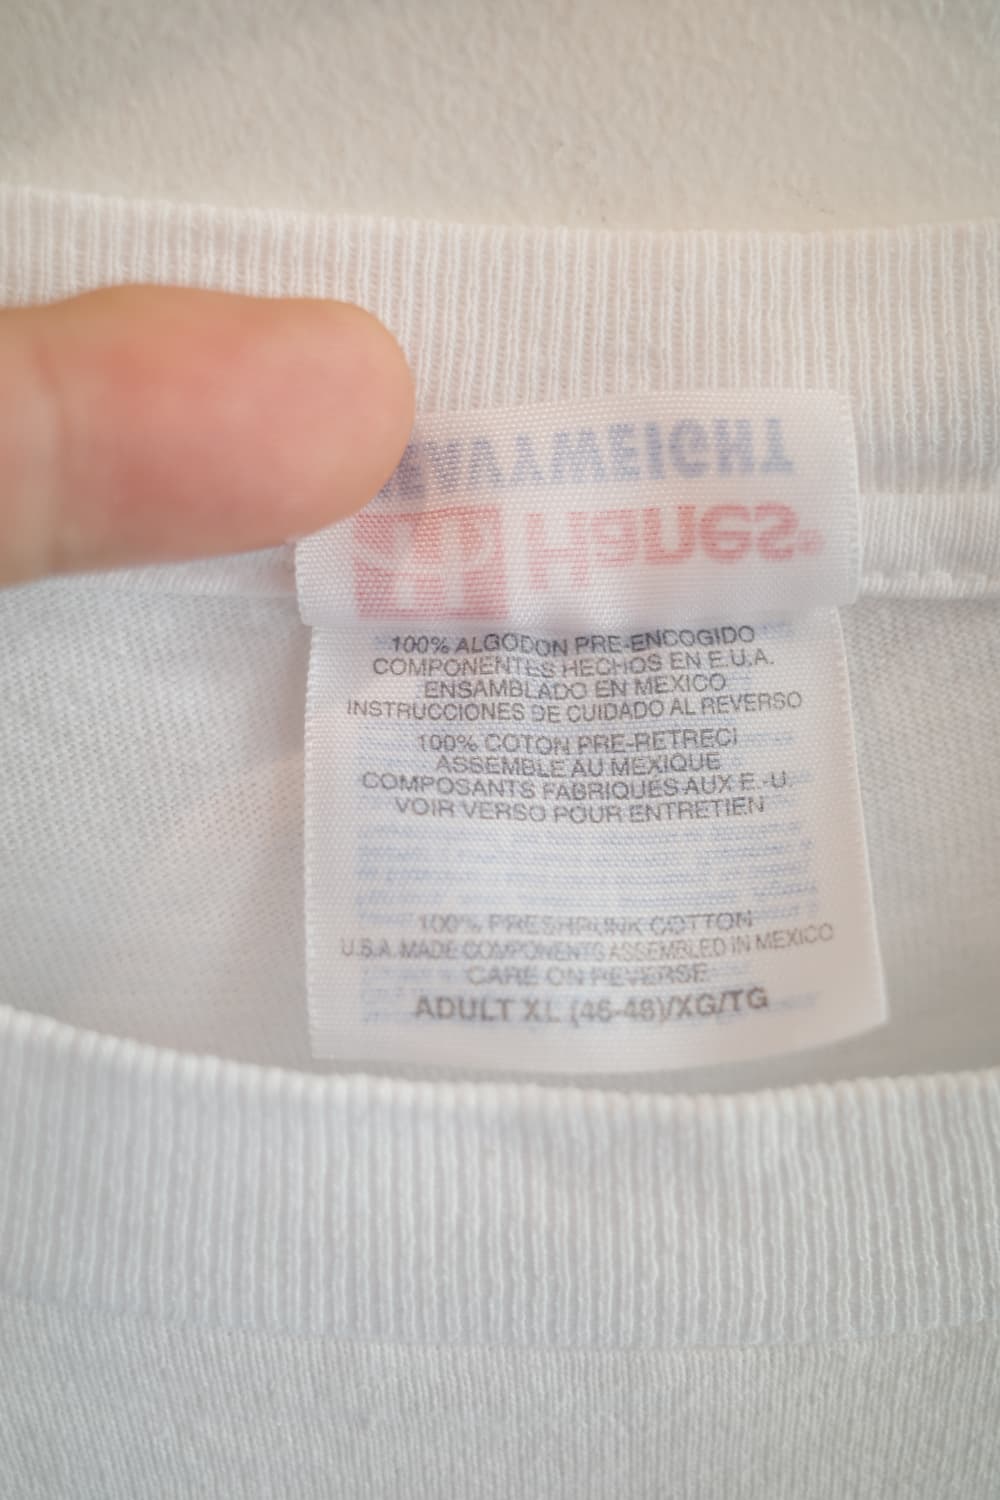 HEAVYWEIGHT
Hanes®
100% ALGODON PRE-ENCOGIDO
COMPONENTES HECHOS EN E.U.A.
ENSAMBLADO EN MEXICO
INSTRUCCIONES DE CUIDADO AL REVERSO
100% COTON PRE-RETRECI
ASSEMBLE AU MEXIQUE
COMPOSANTS FABRIQUES AUX E.-U.
VOIR VERSO POUR ENTRETIEN
100% PRESHRUNK COTTON
U.S.A. MADE COMPONENTS ASSEMBLED IN MEXICO
CARE ON REVERSE
ADULT XL (46-48)/XG/TG